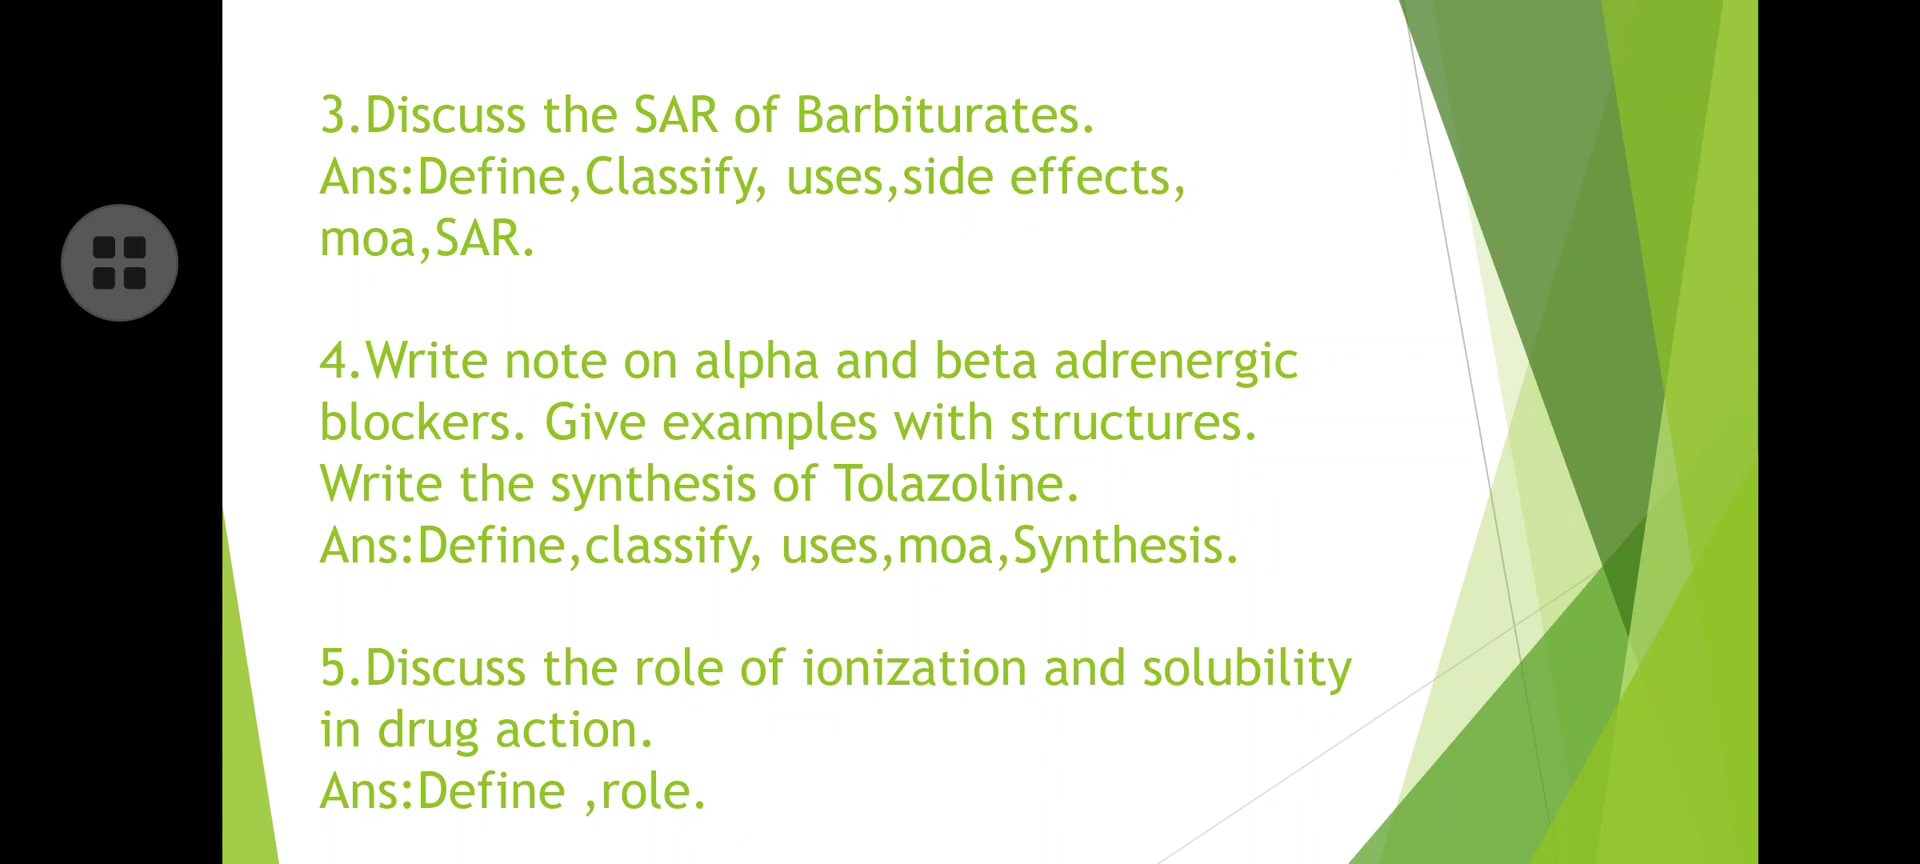 3.Discuss the SAR of Barbiturates.
Ans:Define,Classify, uses,side effects,
moa,SAR.
4.Write note on alpha and beta adrenergic
blockers. Give examples with structures.
Write the synthesis of Tolazoline.
Ans:Define,classify, uses,moa,Synthesis.
5.Discuss the role of ionization and solubility
in drug action.
Ans:Define ,role.